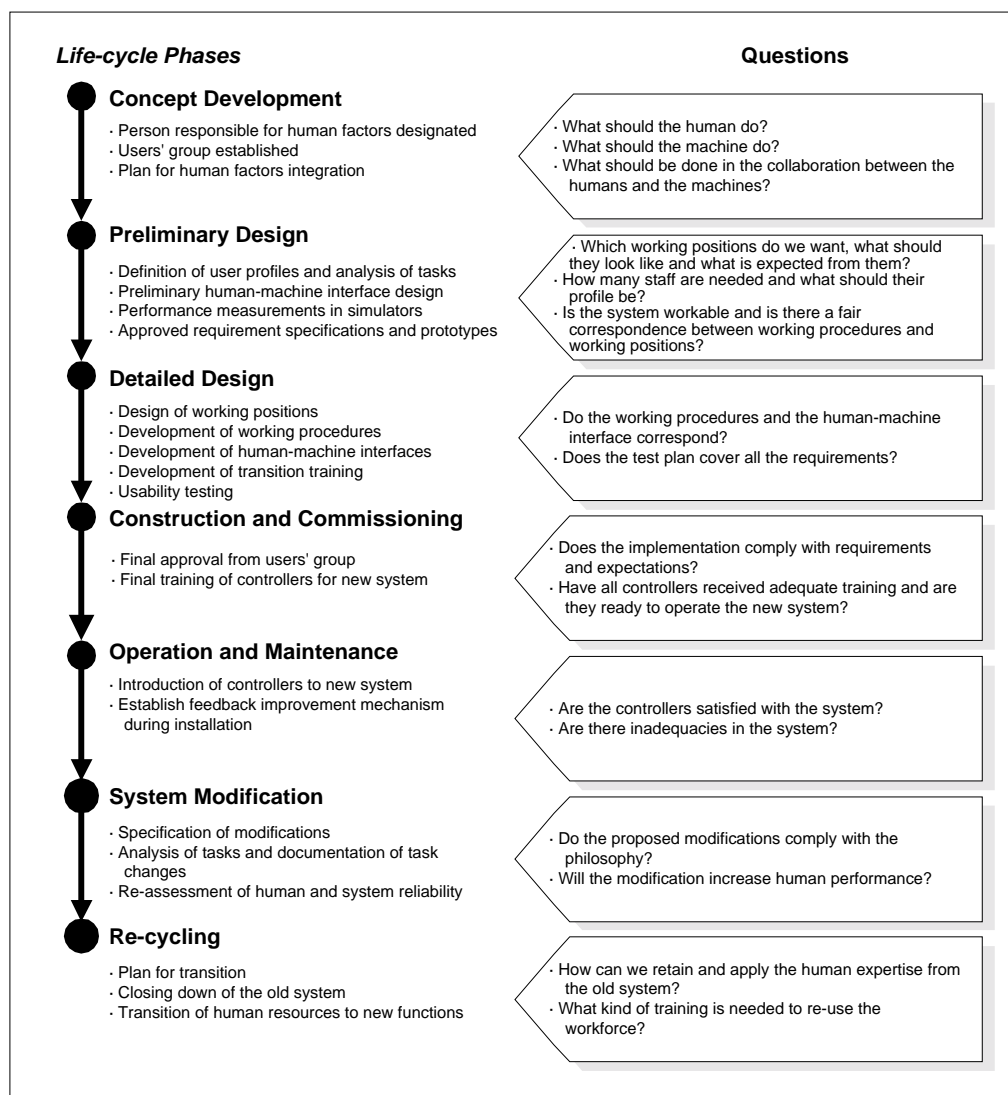 Life-cycle Phases
Questions
Concept Development
· Person responsible for human factors designated
· Users' group established
· Plan for human factors integration
· What should the human do?
· What should the machine do?
· What should be done in the collaboration between the
humans and the machines?
Preliminary Design
· Definition of user profiles and analysis of tasks
· Preliminary human-machine interface design
· Performance measurements in simulators
· Approved requirement specifications and prototypes
· Which working positions do we want, what should
they look like and what is expected from them?
· How many staff are needed and what should their
profile be?
· Is the system workable and is there a fair
correspondence between working procedures and
working positions?
Detailed Design
· Design of working positions
· Development of working procedures
· Development of human-machine interfaces
· Development of transition training
· Usability testing
· Do the working procedures and the human-machine
interface correspond?
· Does the test plan cover all the requirements?
Construction and Commissioning
· Final approval from users' group
· Final training of controllers for new system
· Does the implementation comply with requirements
and expectations?
· Have all controllers received adequate training and are
they ready to operate the new system?
Operation and Maintenance
· Introduction of controllers to new system
· Establish feedback improvement mechanism
during installation
· Are the controllers satisfied with the system?
· Are there inadequacies in the system?
System Modification
· Specification of modifications
· Analysis of tasks and documentation of task
changes
· Re-assessment of human and system reliability
· Do the proposed modifications comply with the
philosophy?
· Will the modification increase human performance?
Re-cycling
· Plan for transition
· Closing down of the old system
· Transition of human resources to new functions
· How can we retain and apply the human expertise from
the old system?
· What kind of training is needed to re-use the
workforce?